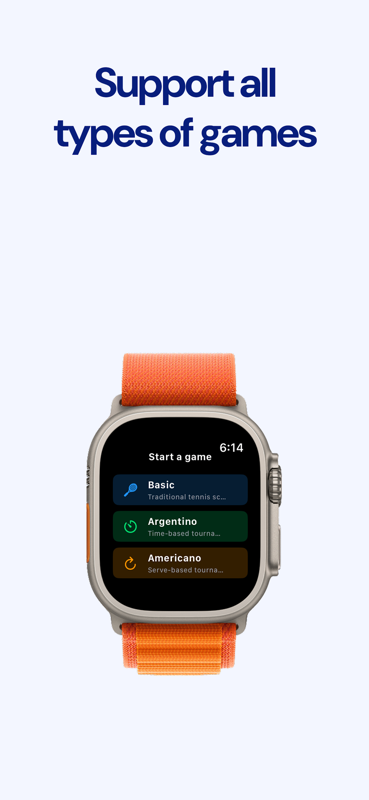 Support all
types of games
6:14
Start a game
Basic
Traditional tennis sc...
Argentino
Time-based tourna...
Americano
Serve-based tourna...